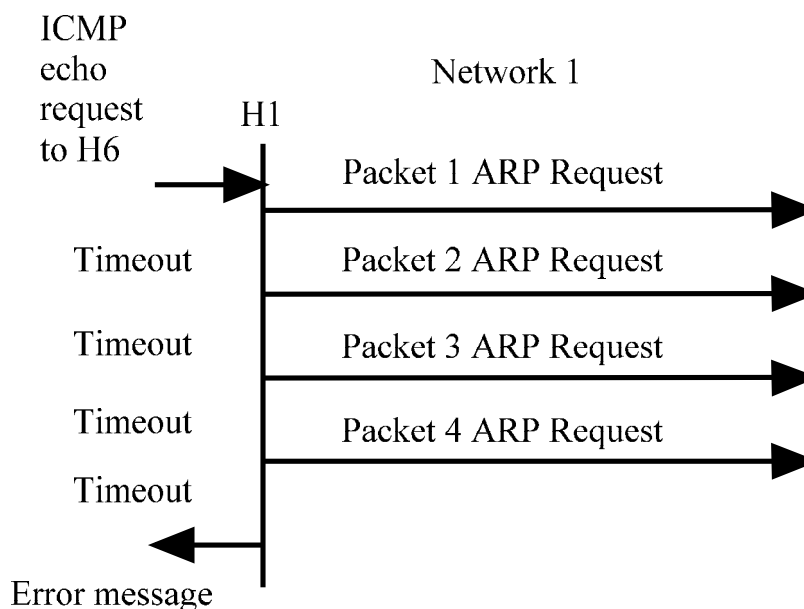 ICMP
echo
request
to H6
Network 1
H1
Packet 1 ARP Request
Timeout
Packet 2 ARP Request
Timeout
Packet 3 ARP Request
Timeout
Packet 4 ARP Request
Timeout
Error message